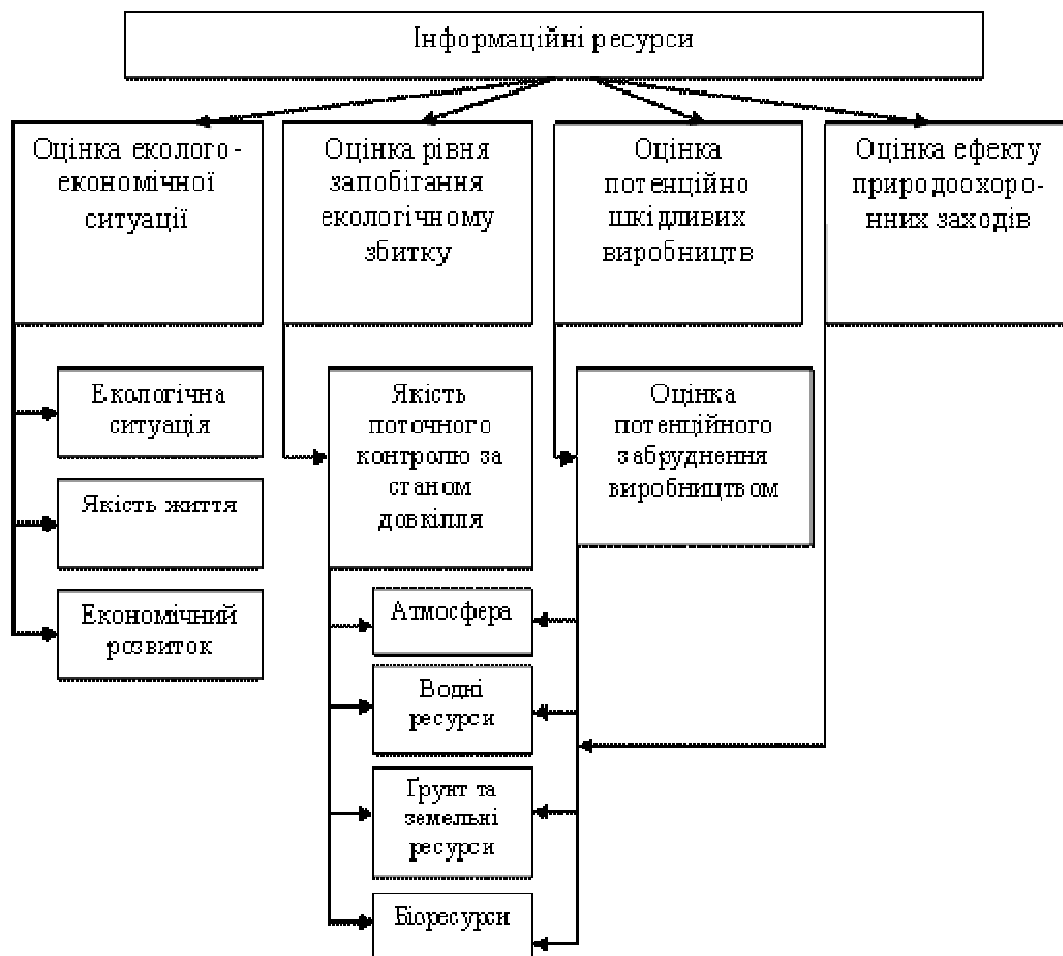 Інформаційні ресурси
Оцінка еколого-
економічної
ситуації
Оцінка рівня
запобігання
екологічному
збитку
Оцінка
потенційно
шкідливих
виробництв
Оцінка ефекту
природоохоро-
нних заходів
Екологічна
ситуація
Якість життя
Економічний
розвиток
Якість
поточного
контролю за
станом
довкілля
Оцінка
потенційного
забруднення
виробництвом
Атмосфера
Водні
ресурси
Ґрунт та
земельні
ресурси
Біоресурси